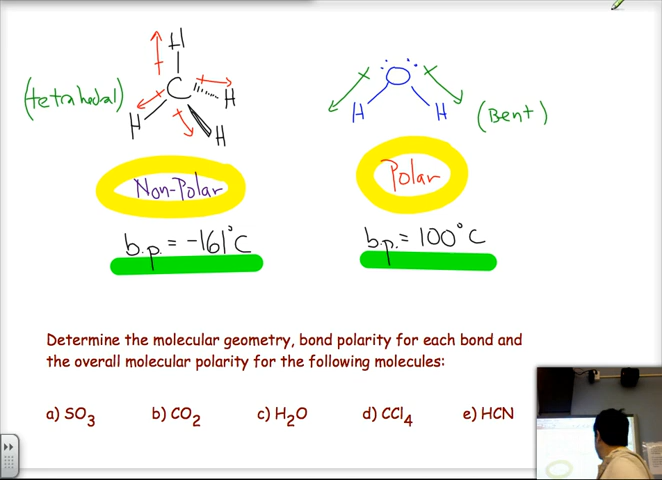 H
(tetrahedral)
C
H
H
H
O
H
H
(Bent)
Non-Polar
Polar
b.p. = -161°C
b.p. = 100°C
Determine the molecular geometry, bond polarity for each bond and
the overall molecular polarity for the following molecules:
a) SO3 b) CO2 c) H2O d) CCl4 e) HCN